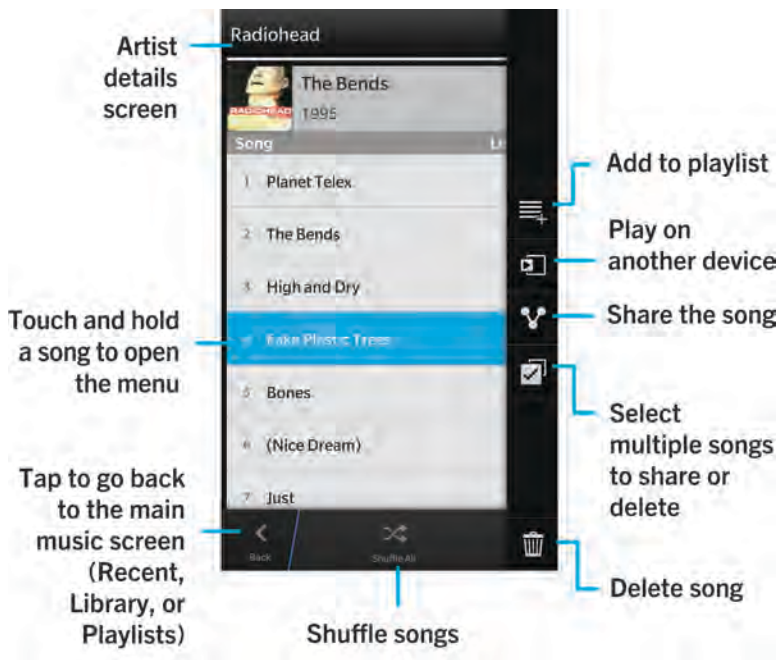 Artist
details
screen
Radiohead
The Bends
1995
RADIOHEAD
Song
1 Planet Telex
2 The Bends
3 High and Dry
4 Fake Plastic Trees
5 Bones
6 (Nice Dream)
7 Just
Back
Shuffle All
Touch and hold
a song to open
the menu
Tap to go back
to the main
music screen
(Recent,
Library, or
Playlists)
Shuffle songs
Add to playlist
Play on
another device
Share the song
Select
multiple songs
to share or
delete
Delete song